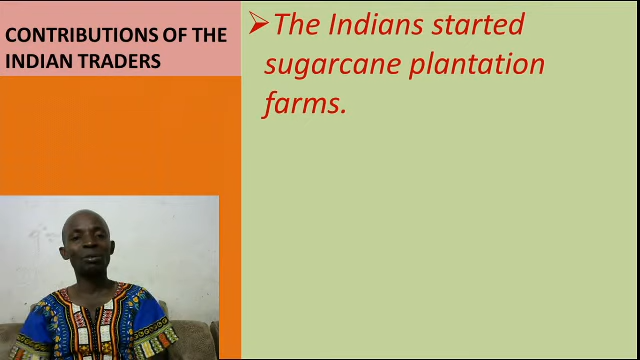 CONTRIBUTIONS OF THE
INDIAN TRADERS
➢The Indians started
sugarcane plantation
farms.